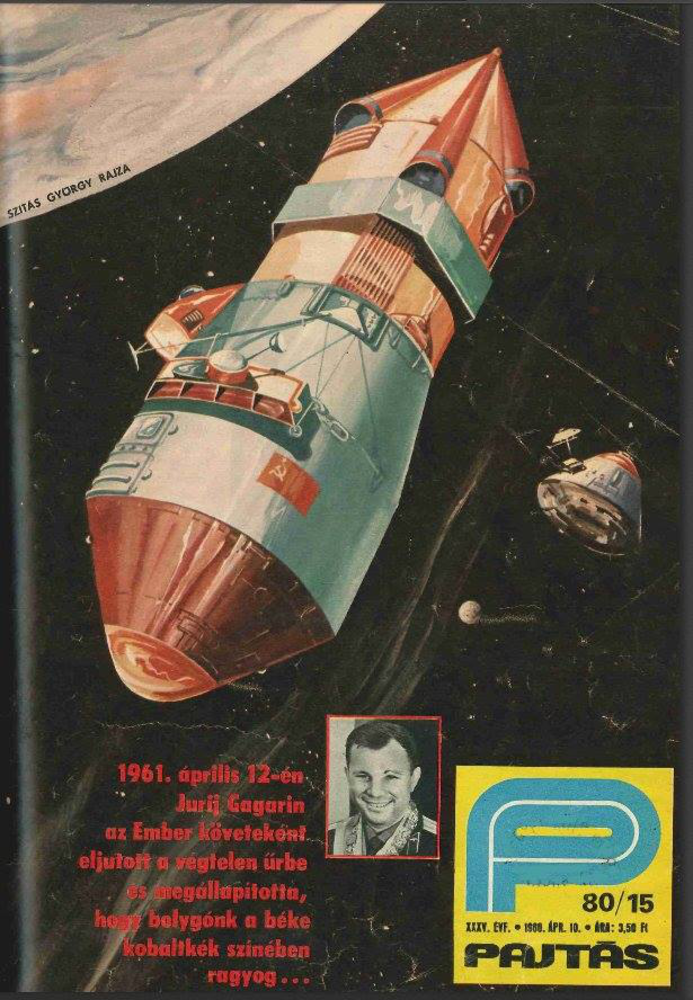 SZITÁS GYÖRGY RAJZA
1961. április 12-én
Jurij Gagarin
az Ember követeként
eljutott a végtelen űrbe
és megállapította,
hogy bolygónk a béke
kobaltkék színében
ragyog...
P
80/15
XXXV. ÉVF. • 1980. ÁPR. 10. • ÁRA: 3,50 Ft
PAJTÁS